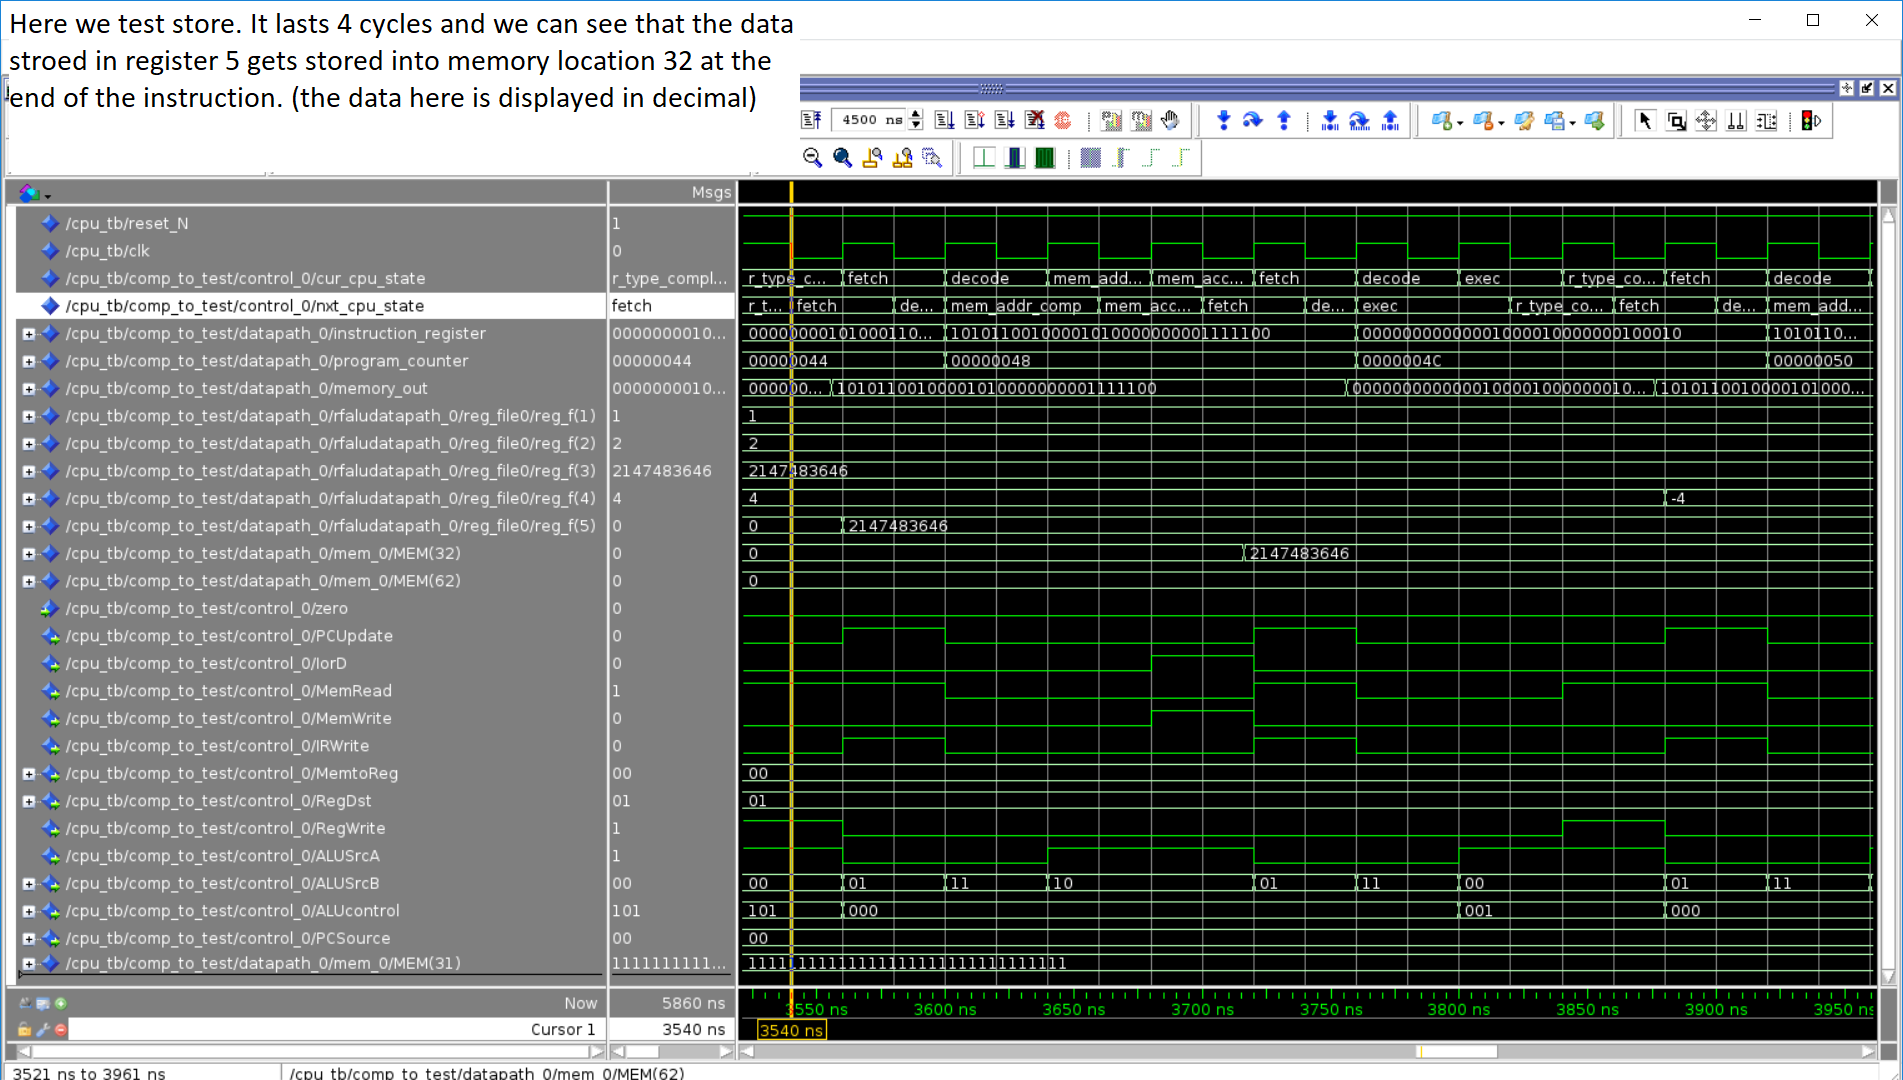 Here we test store. It lasts 4 cycles and we can see that the data
stroed in register 5 gets stored into memory location 32 at the
end of the instruction. (the data here is displayed in decimal)
4500 ns
Msgs
/cpu_tb/reset_N 1
/cpu_tb/clk 0
/cpu_tb/comp_to_test/control_0/cur_cpu_state r_type_compl... r_type_c... fetch decode mem_add... mem_acc... fetch decode exec r_type_co... fetch decode
/cpu_tb/comp_to_test/control_0/nxt_cpu_state fetch r_t... fetch de... mem_addr_comp mem_acc... fetch de... exec r_type_co... fetch de... mem_add...
/cpu_tb/comp_to_test/datapath_0/instruction_register 0000000010... 0000000010100011​0... 10101100100001010000000001111100 00000000000001000010000000100010 1010110...
/cpu_tb/comp_to_test/datapath_0/program_counter 00000044 00000044 00000048 0000004C 00000050
/cpu_tb/comp_to_test/datapath_0/memory_out 0000000010... 000000... 10101100100001010000000001111100 0000000000000100001000000010... 101011001000010​1000...
/cpu_tb/comp_to_test/datapath_0/rfaludatapath_0/reg_file0/reg_f(1) 1 1
/cpu_tb/comp_to_test/datapath_0/rfaludatapath_0/reg_file0/reg_f(2) 2 2
/cpu_tb/comp_to_test/datapath_0/rfaludatapath_0/reg_file0/reg_f(3) 2147483646 2147483646
/cpu_tb/comp_to_test/datapath_0/rfaludatapath_0/reg_file0/reg_f(4) 4 4 -4
/cpu_tb/comp_to_test/datapath_0/rfaludatapath_0/reg_file0/reg_f(5) 0 0 2147483646
/cpu_tb/comp_to_test/datapath_0/mem_0/MEM(32) 0 0 2147483646
/cpu_tb/comp_to_test/datapath_0/mem_0/MEM(62) 0 0
/cpu_tb/comp_to_test/control_0/zero 0
/cpu_tb/comp_to_test/control_0/PCUpdate 0
/cpu_tb/comp_to_test/control_0/IorD 0
/cpu_tb/comp_to_test/control_0/MemRead 1
/cpu_tb/comp_to_test/control_0/MemWrite 0
/cpu_tb/comp_to_test/control_0/IRWrite 0
/cpu_tb/comp_to_test/control_0/MemtoReg 00 00
/cpu_tb/comp_to_test/control_0/RegDst 01 01
/cpu_tb/comp_to_test/control_0/RegWrite 1
/cpu_tb/comp_to_test/control_0/ALUSrcA 1
/cpu_tb/comp_to_test/control_0/ALUSrcB 00 00 01 11 10 01 11 00 01 11
/cpu_tb/comp_to_test/control_0/ALUcontrol 101 101 000 001 000
/cpu_tb/comp_to_test/control_0/PCSource 00 00
/cpu_tb/comp_to_test/datapath_0/mem_0/MEM(31) 1111111111... 11111111111111111111111111111111
Now 5860 ns 3550 ns 3600 ns 3650 ns 3700 ns 3750 ns 3800 ns 3850 ns 3900 ns 3950 ns
Cursor 1 3540 ns 3540 ns
3521 ns to 3961 ns /cpu_tb/comp_to_test/datapath_0/mem_0/MEM(62)